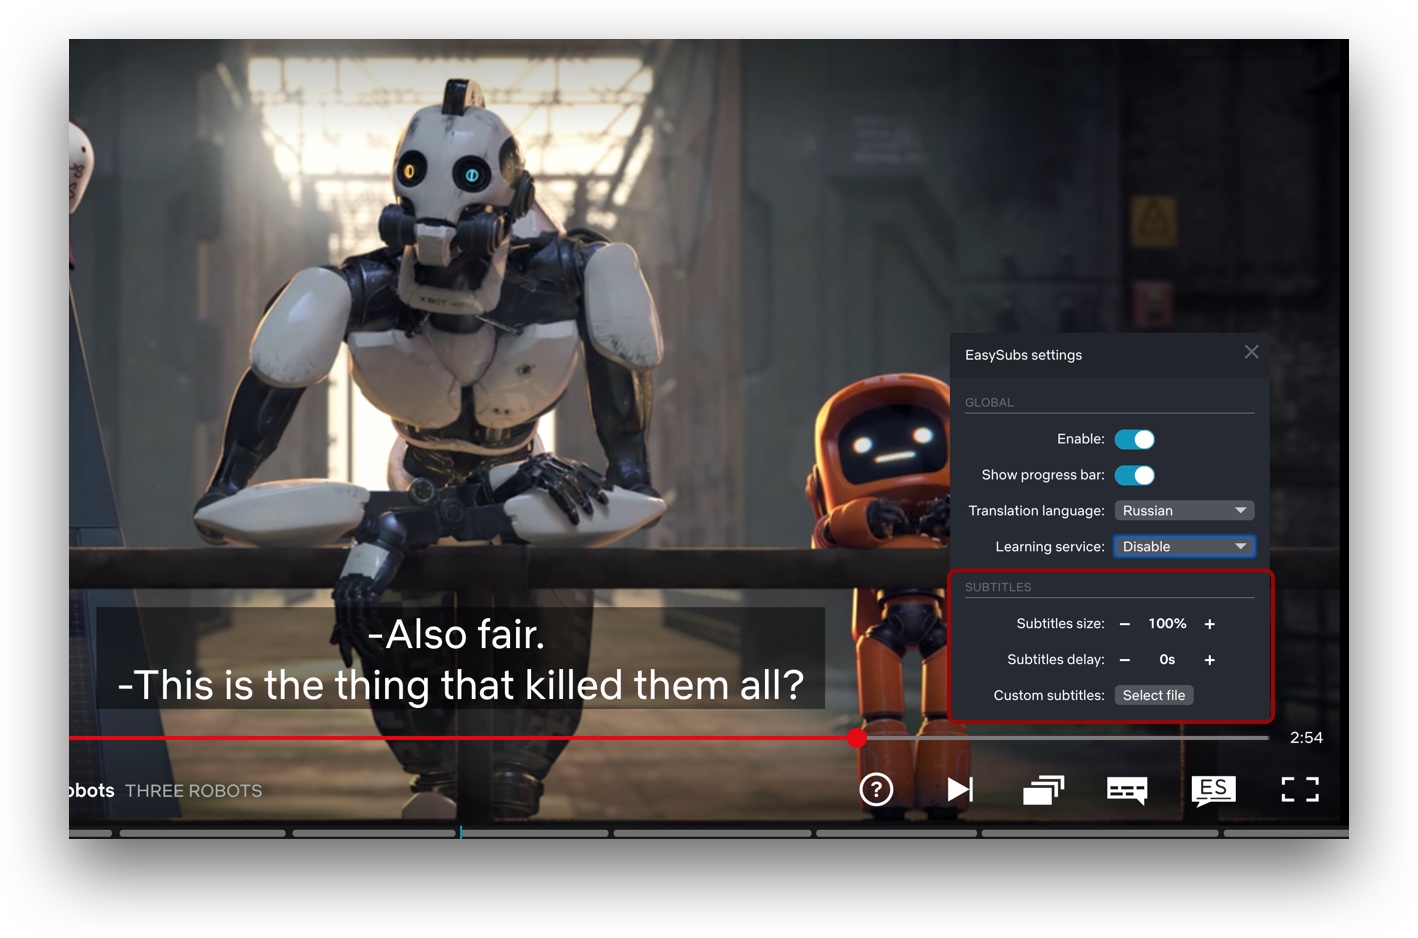 EasySubs settings
GLOBAL
Enable:
Show progress bar:
Translation language: Russian
Learning service: Disable
SUBTITLES
Subtitles size: − 100% +
Subtitles delay: − 0s +
Custom subtitles: Select file
-Also fair.
-This is the thing that killed them all?
2:54
obots THREE ROBOTS
?
ES